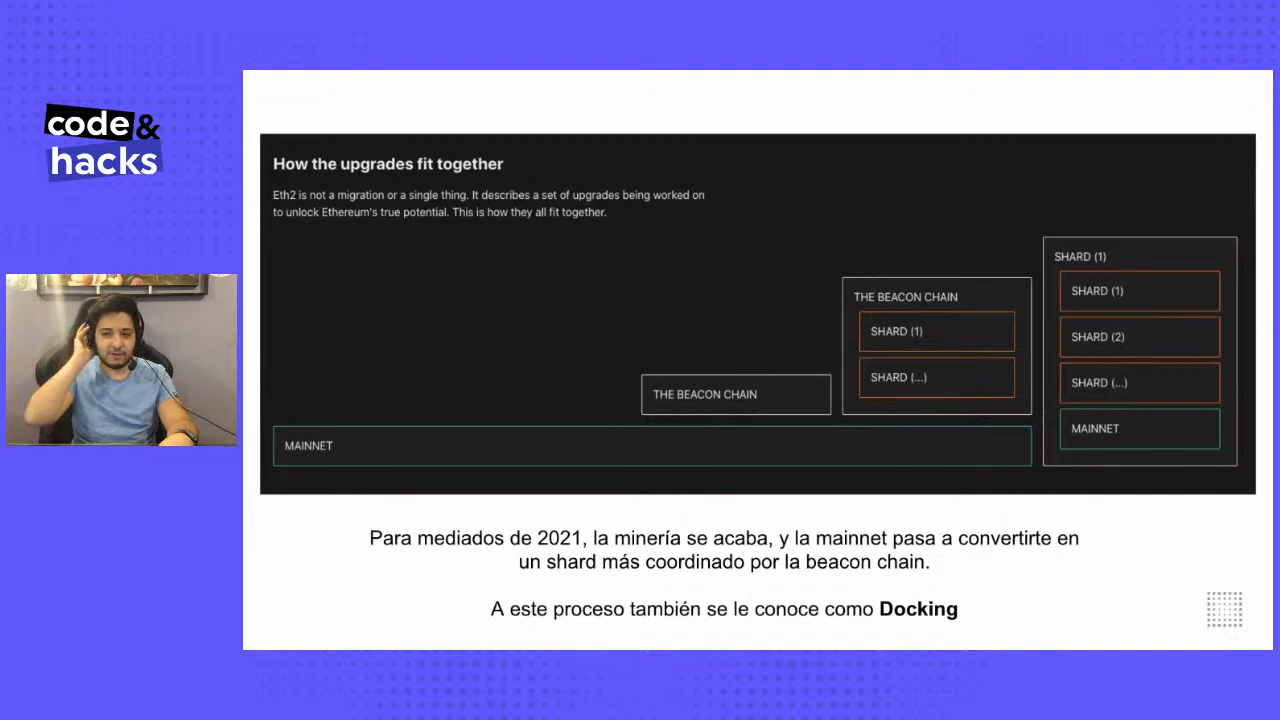 code&
hacks
How the upgrades fit together
Eth2 is not a migration or a single thing. It describes a set of upgrades being worked on
to unlock Ethereum's true potential. This is how they all fit together.
SHARD (1)
SHARD (1)
SHARD (2)
SHARD (...)
MAINNET
THE BEACON CHAIN
SHARD (1)
SHARD (...)
THE BEACON CHAIN
MAINNET
Para mediados de 2021, la minería se acaba, y la mainnet pasa a convertirte en
un shard más coordinado por la beacon chain.
A este proceso también se le conoce como Docking